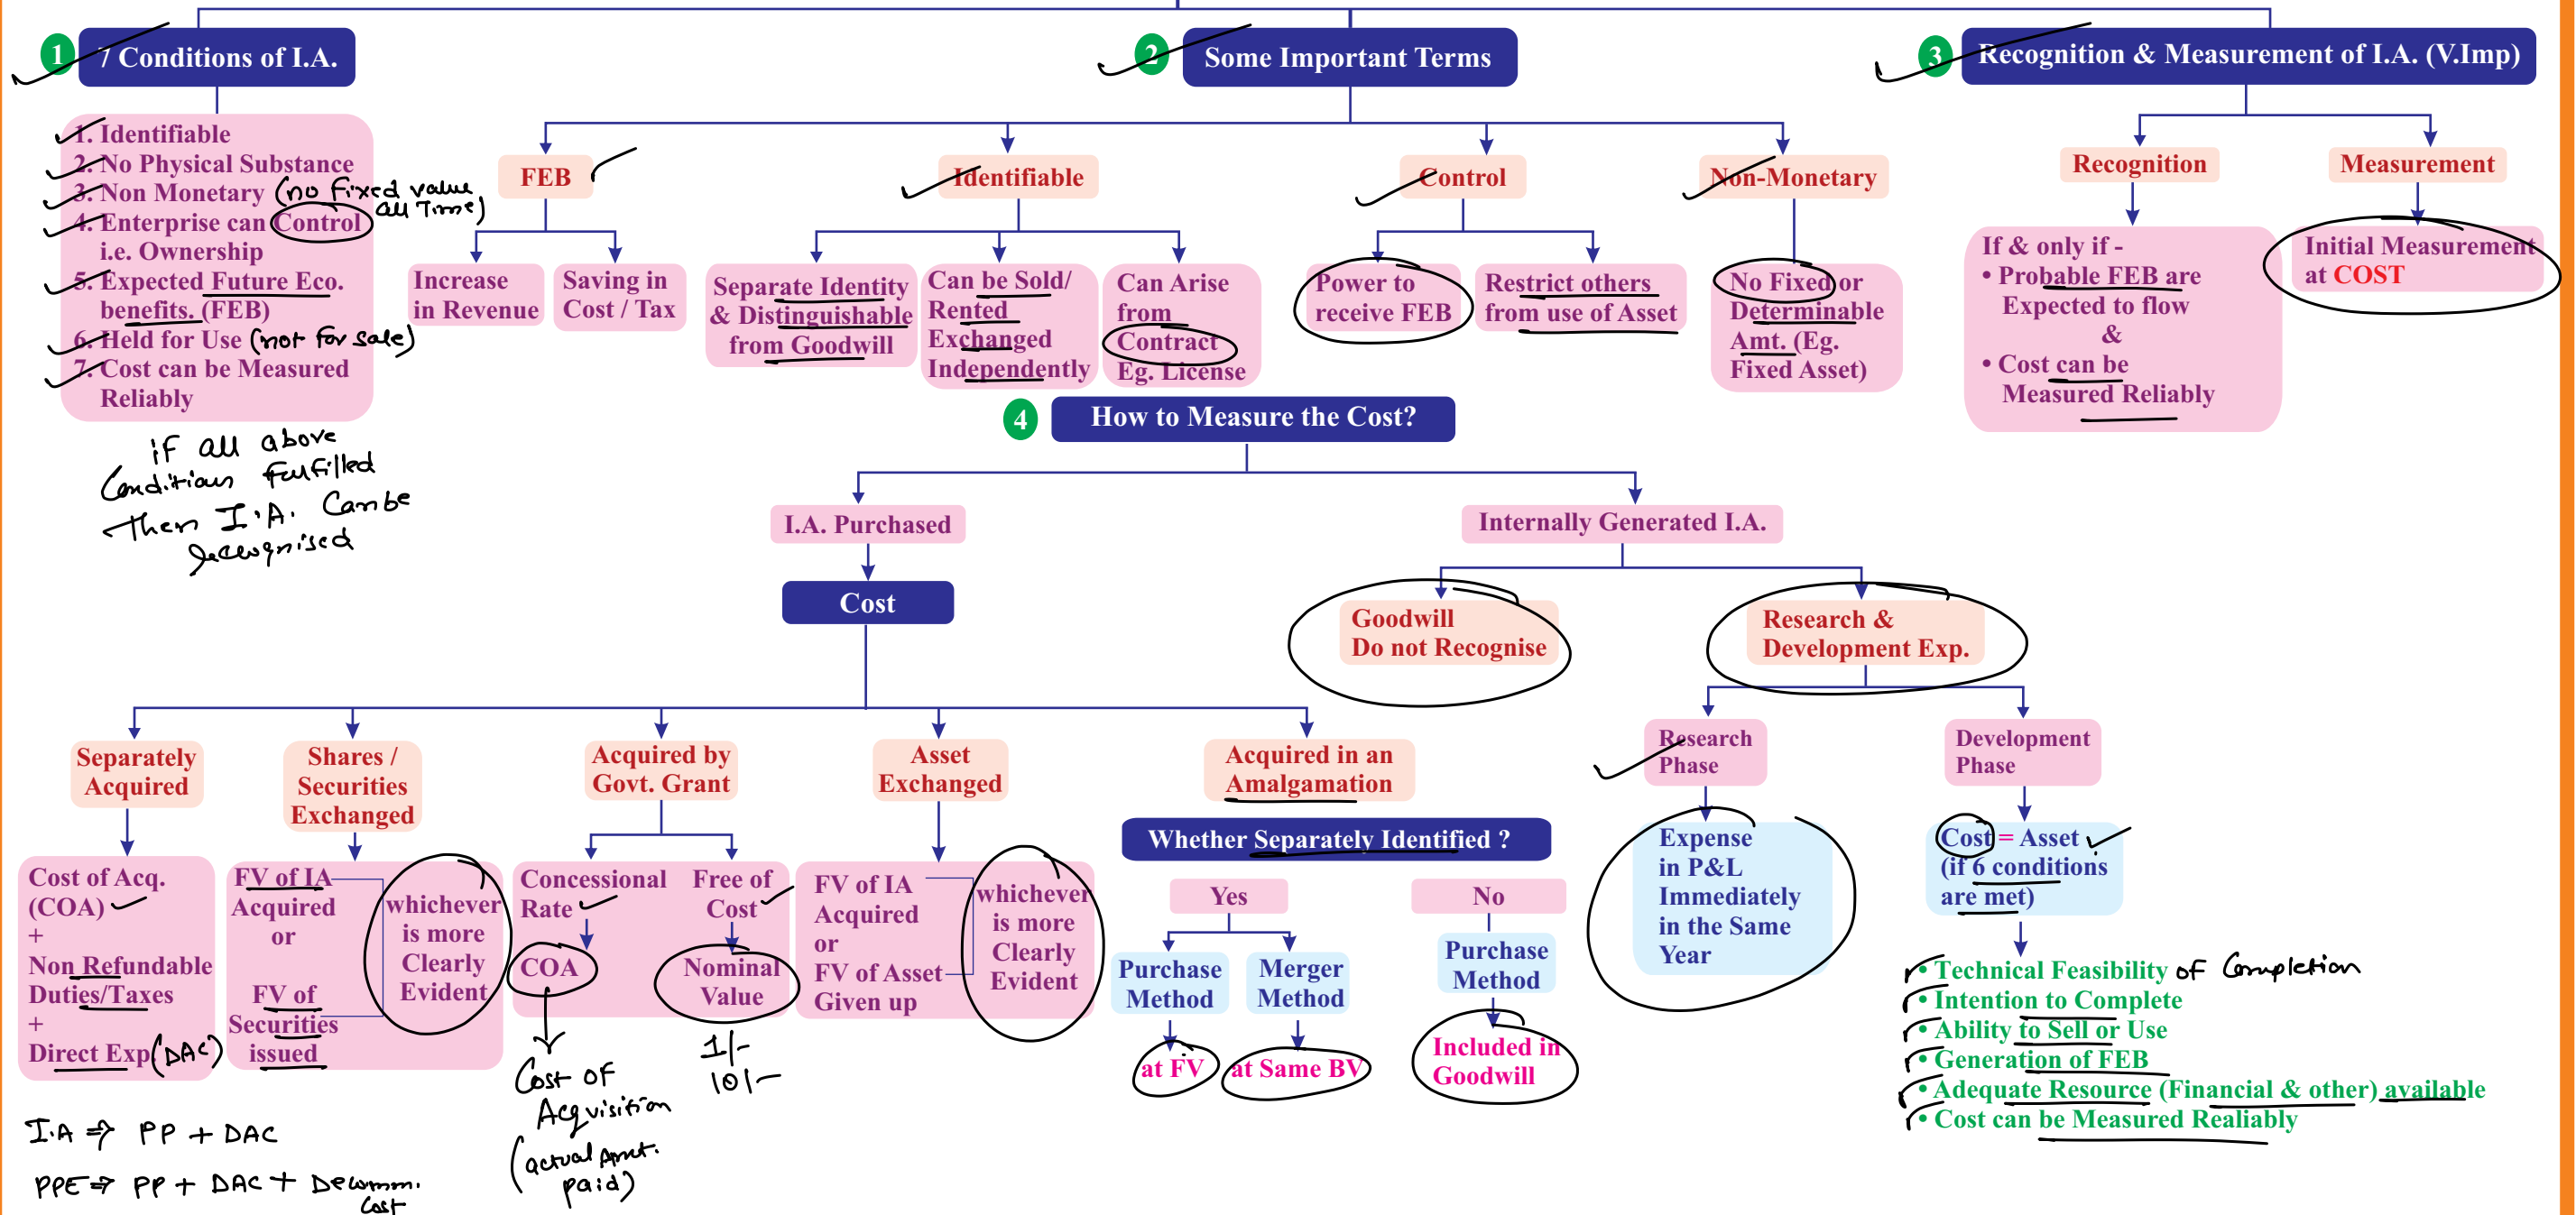 1 7 Conditions of I.A.
1. Identifiable
2. No Physical Substance
3. Non Monetary (no Fixed value all Time)
4. Enterprise can Control
i.e. Ownership
5. Expected Future Eco.
benefits. (FEB)
6. Held for Use (not for sale)
7. Cost can be Measured
Reliably
if all above
Conditions fulfilled
then I.A. Can be
recognised
2 Some Important Terms
FEB
Increase
in Revenue
Saving in
Cost / Tax
Identifiable
Separate Identity
& Distinguishable
from Goodwill
Can be Sold/
Rented
Exchanged
Independently
Can Arise
from
Contract
Eg. License
Control
Power to
receive FEB
Restrict others
from use of Asset
Non-Monetary
No Fixed or
Determinable
Amt. (Eg.
Fixed Asset)
3 Recognition & Measurement of I.A. (V.Imp)
Recognition
If & only if -
• Probable FEB are
Expected to flow
&
• Cost can be
Measured Reliably
Measurement
Initial Measurement
at COST
4 How to Measure the Cost?
I.A. Purchased
Cost
Separately
Acquired
Cost of Acq.
(COA)
+
Non Refundable
Duties/Taxes
+
Direct Exp (DAC)
I.A ⇒ PP + DAC
PPE ⇒ PP + DAC + Decomm.
Cost
Shares /
Securities
Exchanged
FV of IA
Acquired
or
FV of
Securities
issued
whichever
is more
Clearly
Evident
Acquired by
Govt. Grant
Concessional
Rate
COA
Cost of
Acqvisition
(actual Amt.
paid)
Free of
Cost
Nominal
Value
1/-
10/-
Asset
Exchanged
FV of IA
Acquired
or
FV of Asset
Given up
whichever
is more
Clearly
Evident
Acquired in an
Amalgamation
Whether Separately Identified ?
Yes
Purchase
Method
at FV
Merger
Method
at Same BV
No
Purchase
Method
Included in
Goodwill
Internally Generated I.A.
Goodwill
Do not Recognise
Research &
Development Exp.
Research
Phase
Expense
in P&L
Immediately
in the Same
Year
Development
Phase
Cost = Asset
(if 6 conditions
are met)
• Technical Feasibility of Completion
• Intention to Complete
• Ability to Sell or Use
• Generation of FEB
• Adequate Resource (Financial & other) available
• Cost can be Measured Realiably